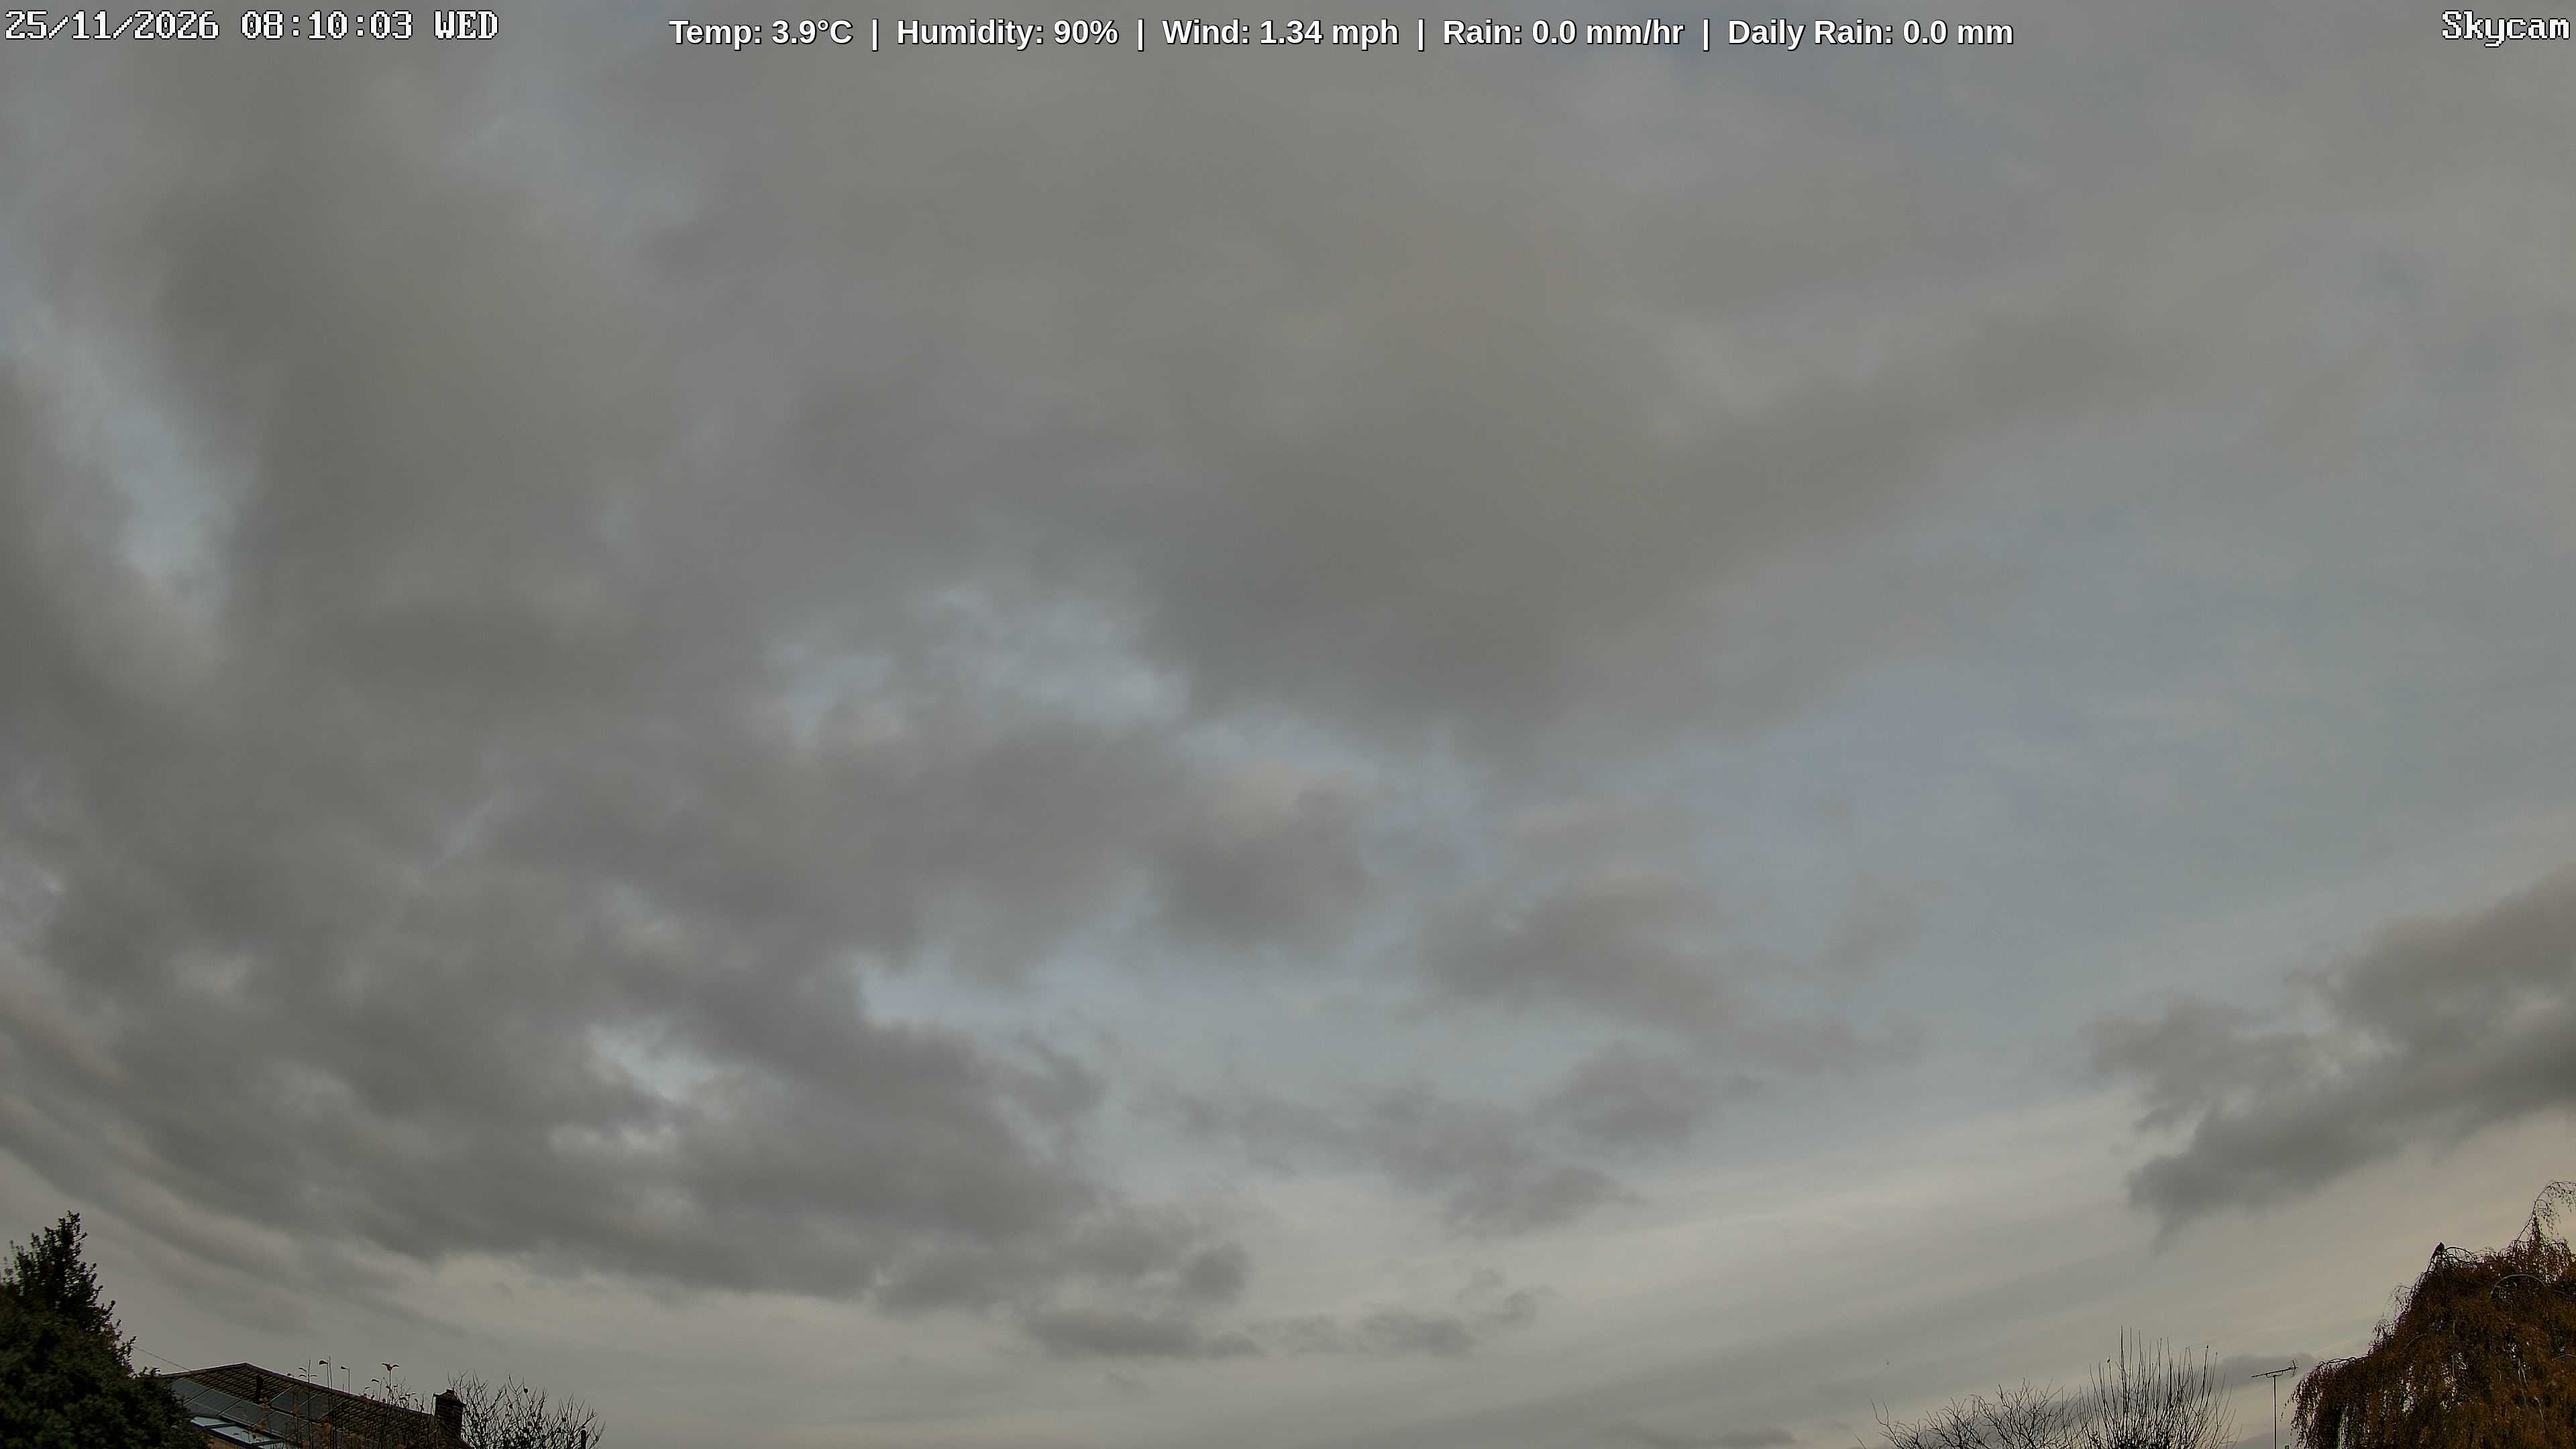 25/11/2026 08:10:03 WED
Temp: 3.9°C | Humidity: 90% | Wind: 1.34 mph | Rain: 0.0 mm/hr | Daily Rain: 0.0 mm
Skycam